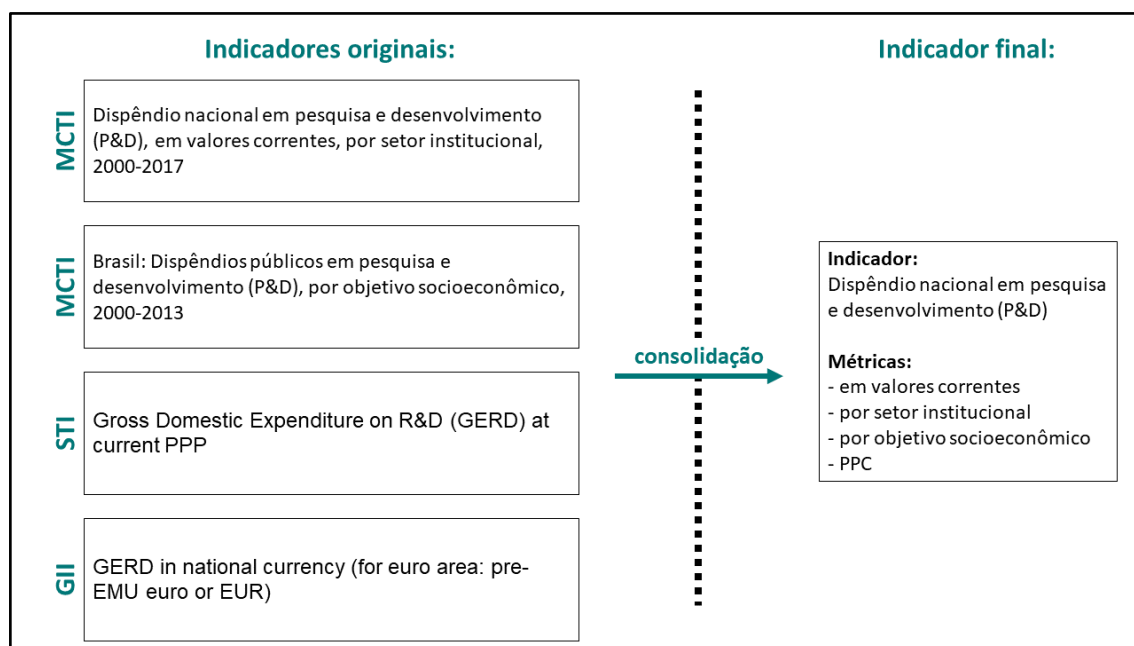 Indicadores originais:
Indicador final:
MCTI
Dispêndio nacional em pesquisa e desenvolvimento
(P&D), em valores correntes, por setor institucional,
2000-2017
MCTI
Brasil: Dispêndios públicos em pesquisa e
desenvolvimento (P&D), por objetivo socioeconômico,
2000-2013
STI
Gross Domestic Expenditure on R&D (GERD) at
current PPP
GII
GERD in national currency (for euro area: pre-
EMU euro or EUR)
consolidação
Indicador:
Dispêndio nacional em pesquisa
e desenvolvimento (P&D)
Métricas:
- em valores correntes
- por setor institucional
- por objetivo socioeconômico
- PPC